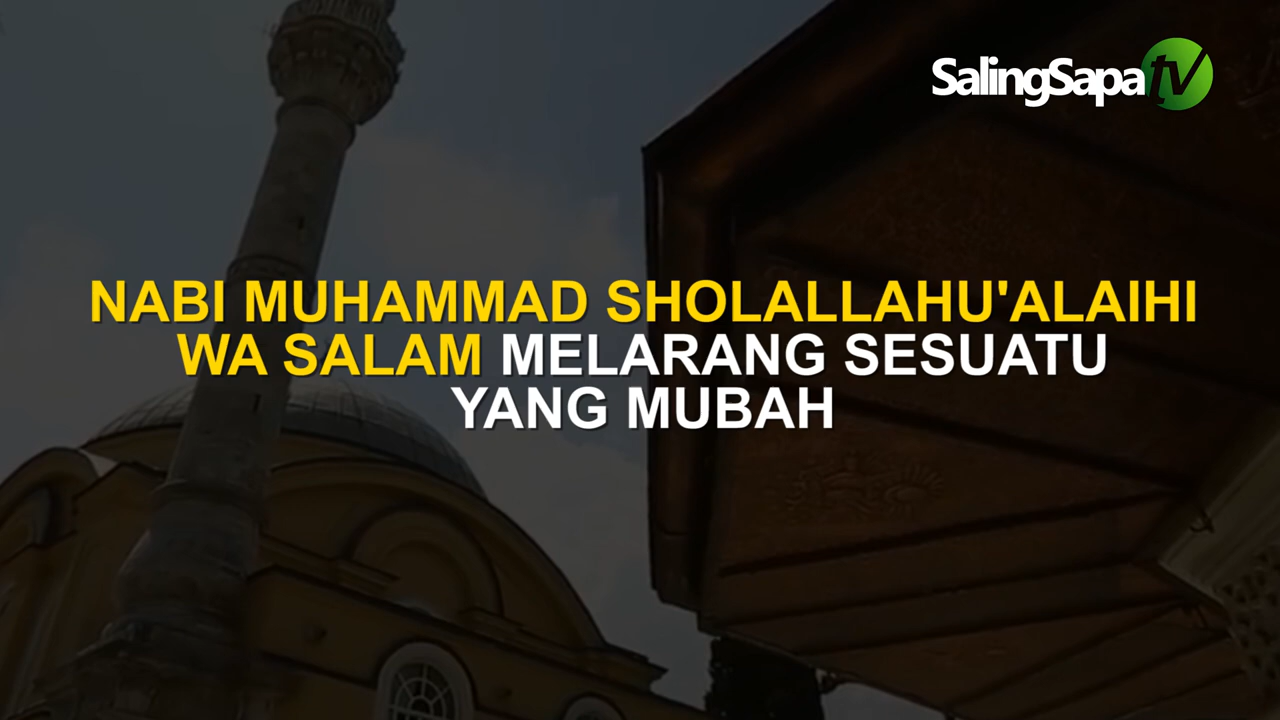 SalingSapa tv
NABI MUHAMMAD SHOLALLAHU'ALAIHI
WA SALAM MELARANG SESUATU
YANG MUBAH